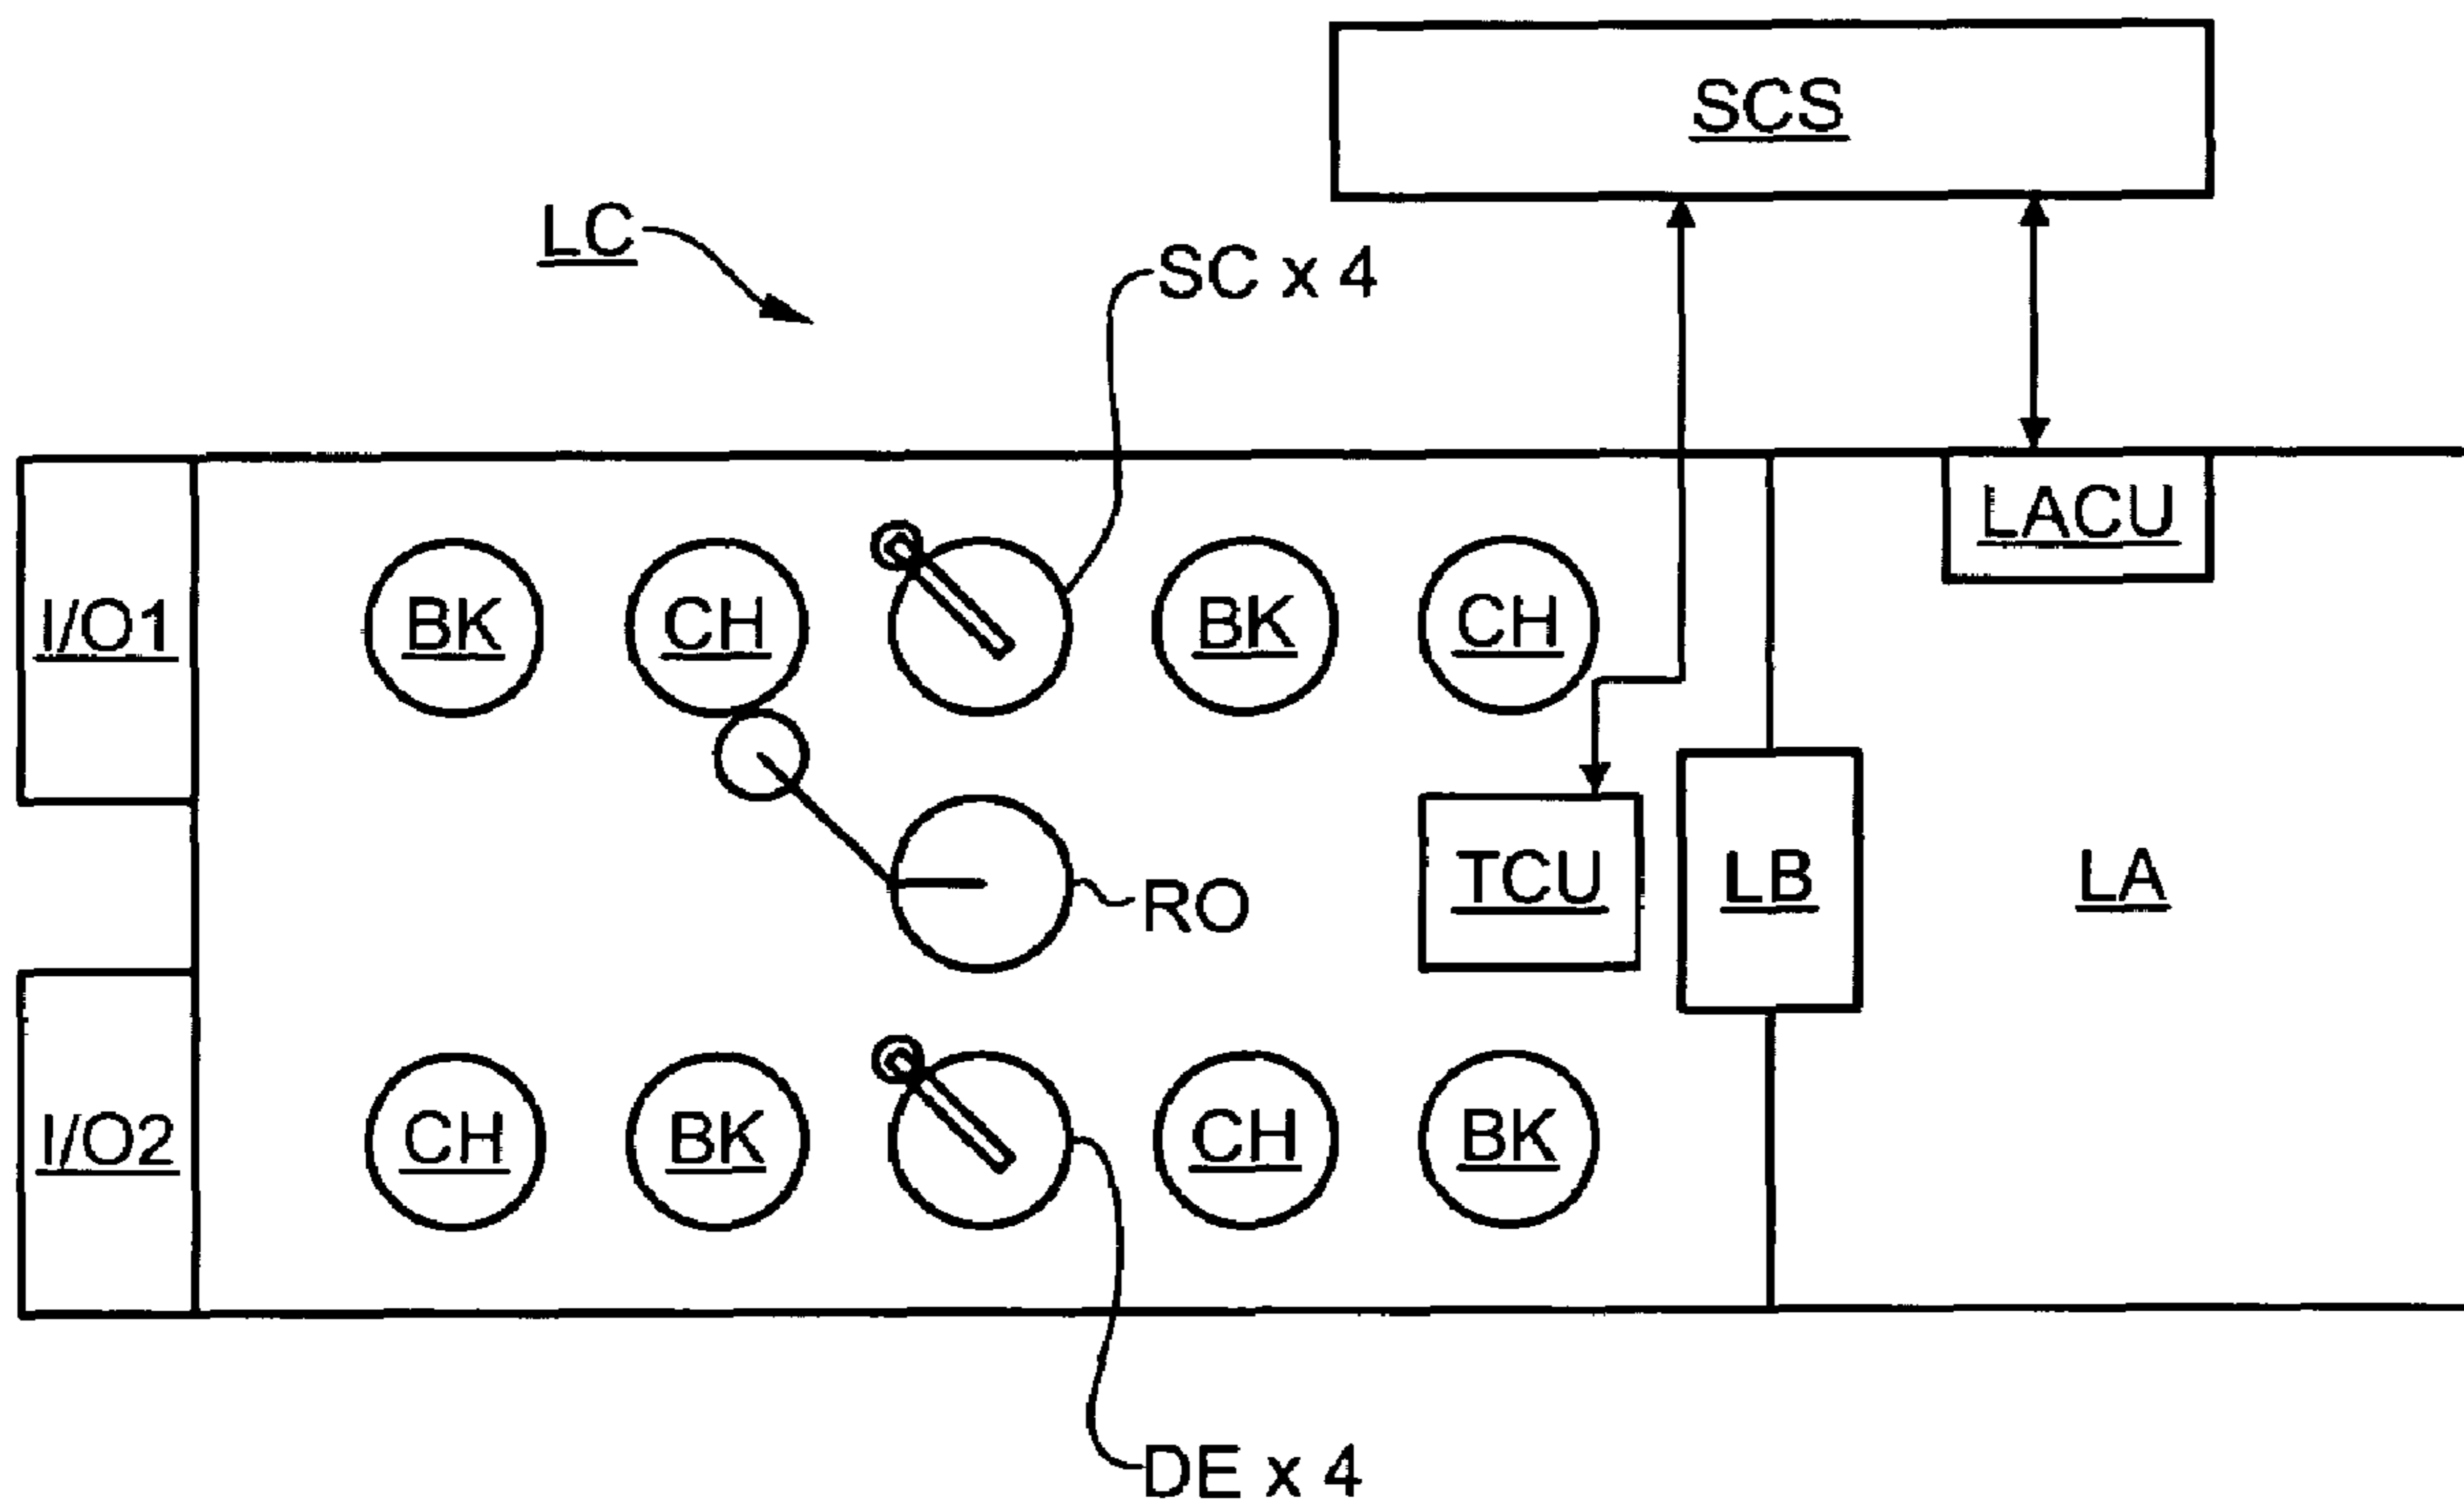 SCS
LC
SC x 4
LACU
I/O1
BK
CH
BK
CH
TCU
LB
LA
RO
I/O2
CH
BK
CH
BK
DE x 4